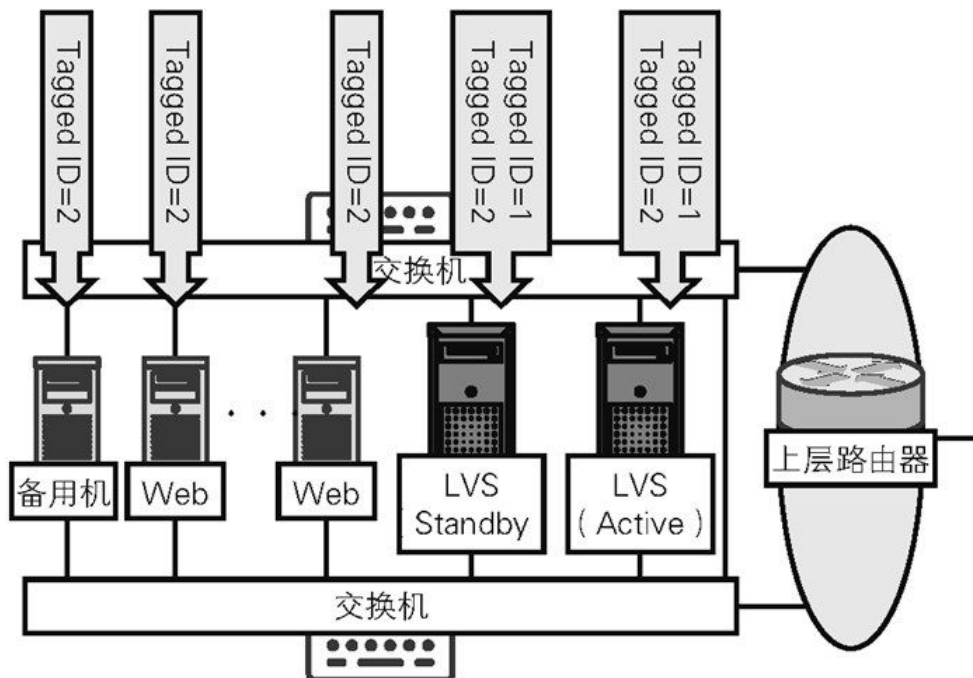 Tagged ID=2
Tagged ID=2
Tagged ID=2
Tagged ID=1
Tagged ID=2
Tagged ID=1
Tagged ID=2
交换机
备用机
Web
Web
LVS
Standby
LVS
( Active )
上层路由器
交换机